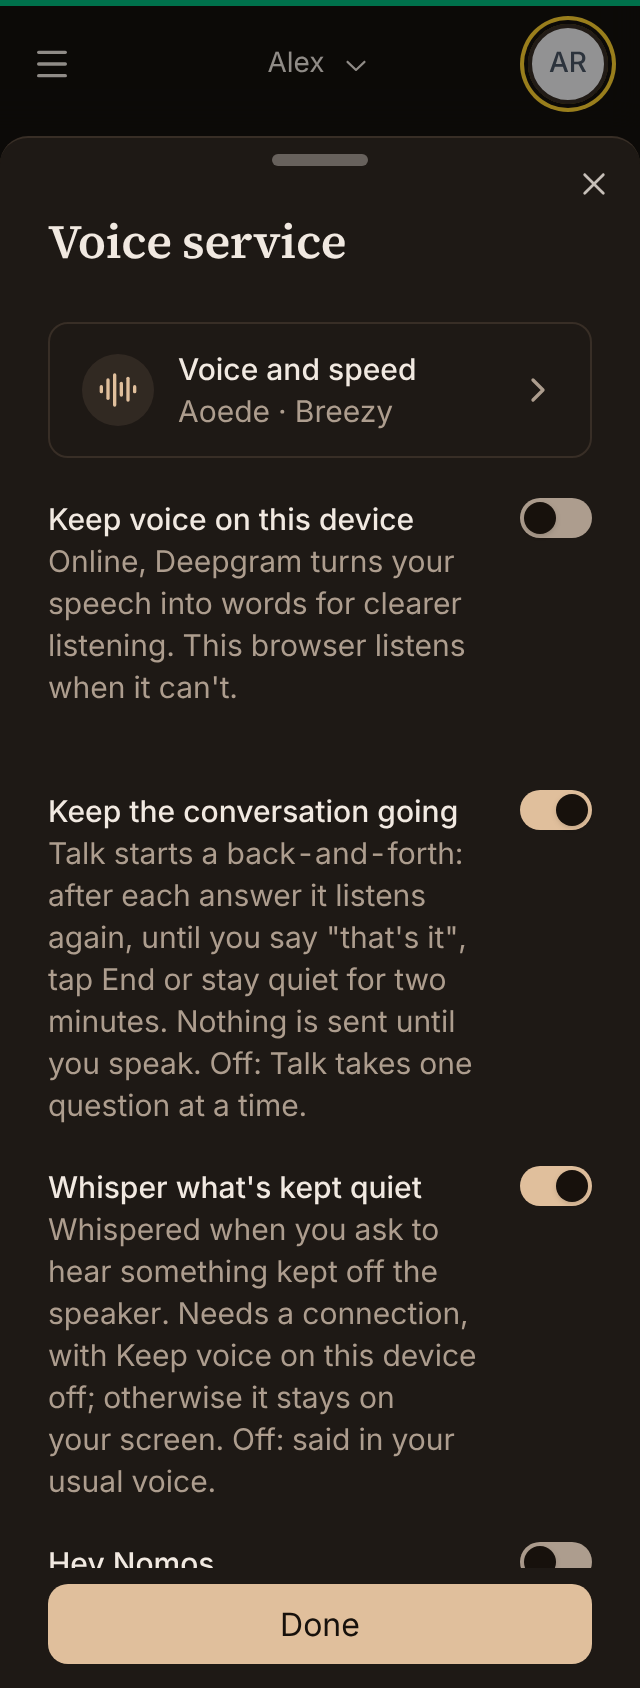 Alex
AR
Voice service
Voice and speed
Aoede · Breezy
Keep voice on this device
Online, Deepgram turns your
speech into words for clearer
listening. This browser listens
when it can't.
Keep the conversation going
Talk starts a back-and-forth:
after each answer it listens
again, until you say "that's it",
tap End or stay quiet for two
minutes. Nothing is sent until
you speak. Off: Talk takes one
question at a time.
Whisper what's kept quiet
Whispered when you ask to
hear something kept off the
speaker. Needs a connection,
with Keep voice on this device
off; otherwise it stays on
your screen. Off: said in your
usual voice.
Hey Nomos
Done